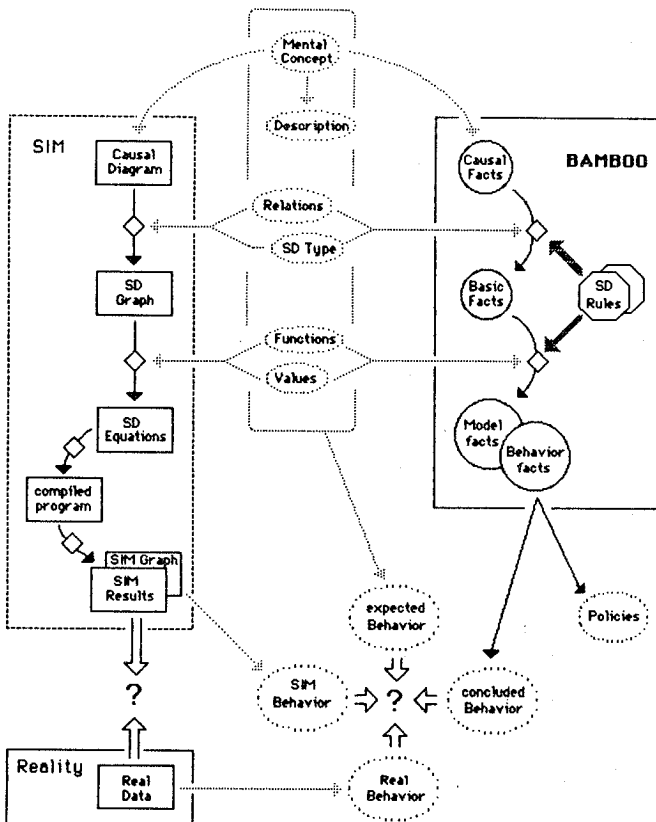 Mental
Concept
Description
SIM
Causal
Diagram
Causal
Facts
BAMBOO
Relations
SD Type
SD
Graph
Basic
Facts
SD
Rules
Functions
Values
SD
Equations
Model
facts
Behavior
facts
compiled
program
SIM Graph
SIM
Results
expected
Behavior
Policies
?
SIM
Behavior
?
concluded
Behavior
Reality
Real
Data
Real
Behavior